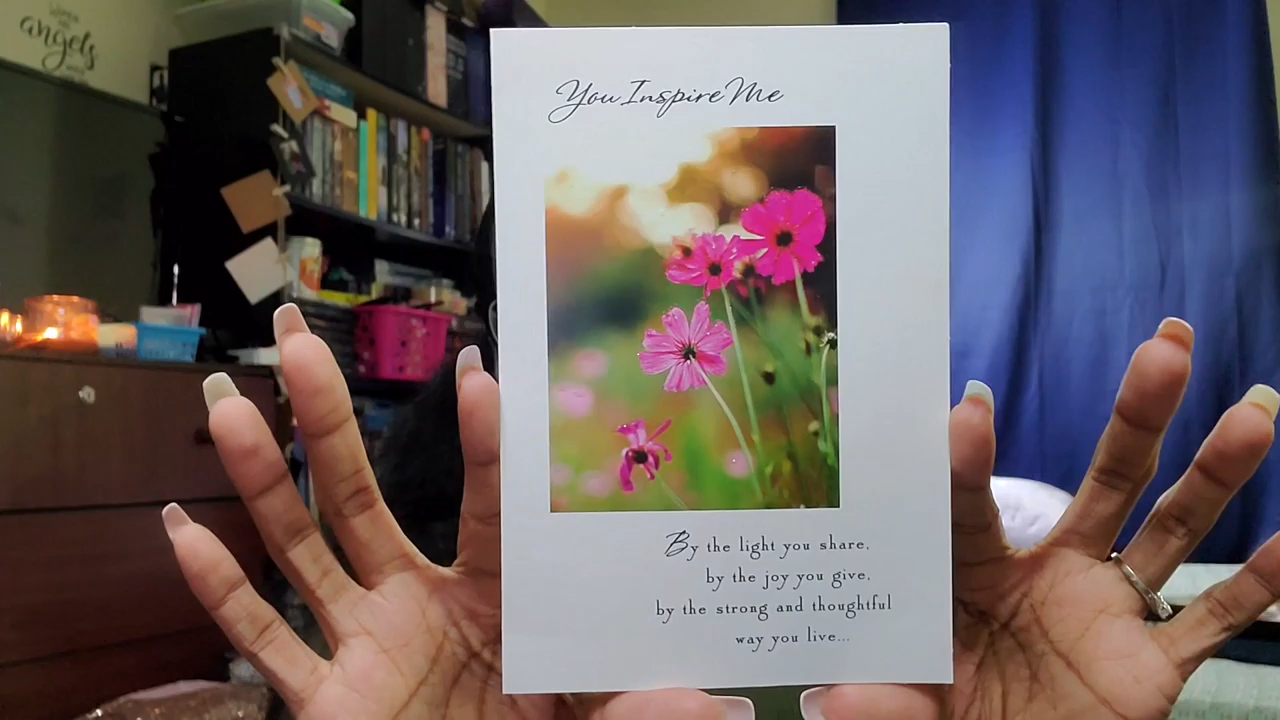 angels
You Inspire Me
By the light you share,
by the joy you give,
by the strong and thoughtful
way you live...